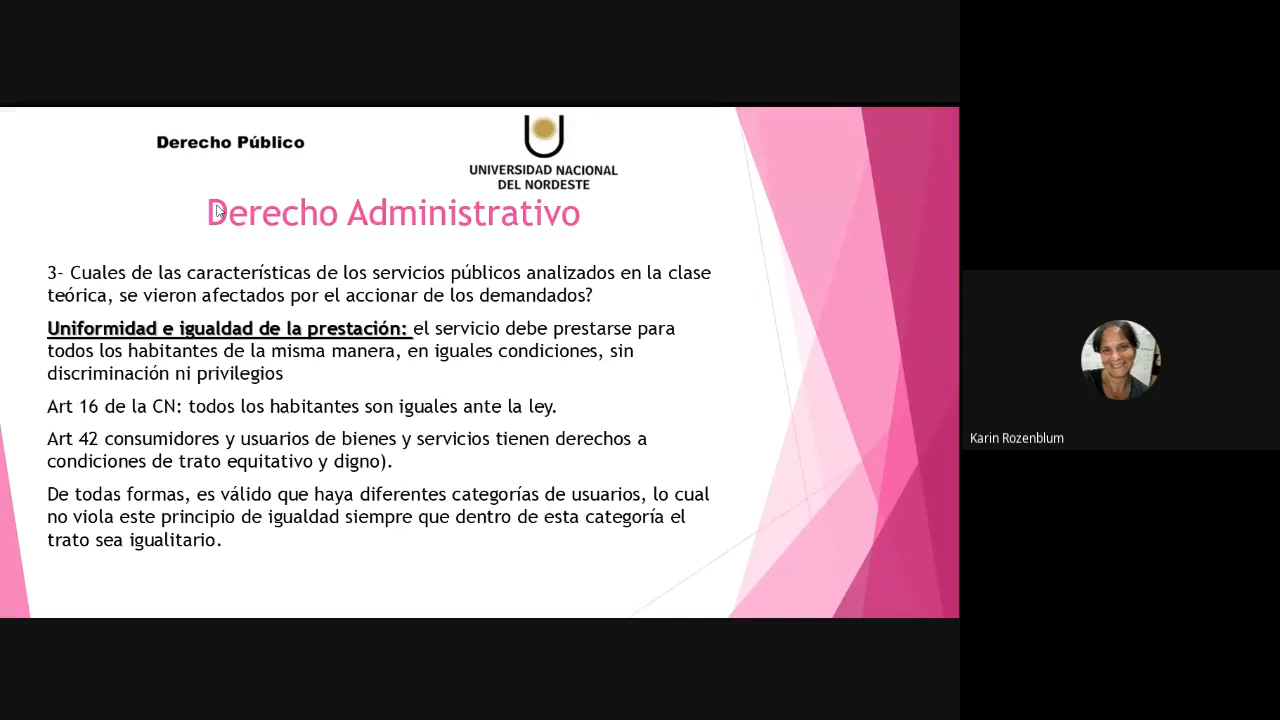 Derecho Público
UNIVERSIDAD NACIONAL
DEL NORDESTE
Derecho Administrativo
3- Cuales de las características de los servicios públicos analizados en la clase
teórica, se vieron afectados por el accionar de los demandados?
Uniformidad e igualdad de la prestación: el servicio debe prestarse para
todos los habitantes de la misma manera, en iguales condiciones, sin
discriminación ni privilegios
Art 16 de la CN: todos los habitantes son iguales ante la ley.
Art 42 consumidores y usuarios de bienes y servicios tienen derechos a
condiciones de trato equitativo y digno).
De todas formas, es válido que haya diferentes categorías de usuarios, lo cual
no viola este principio de igualdad siempre que dentro de esta categoría el
trato sea igualitario.
Karin Rozenblum